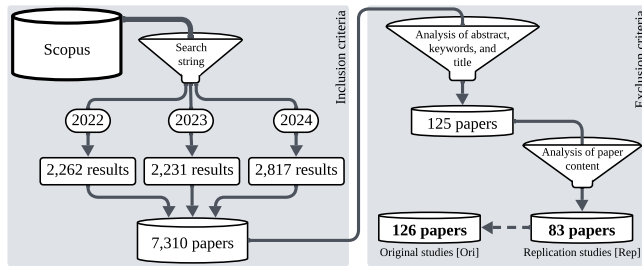 Scopus
Search
string
Inclusion criteria
2022
2023
2024
2,262 results
2,231 results
2,817 results
7,310 papers
Analysis of abstract,
keywords, and
title
Exclusion criteria
125 papers
Analysis of paper
content
126 papers
83 papers
Original studies [Ori]
Replication studies [Rep]